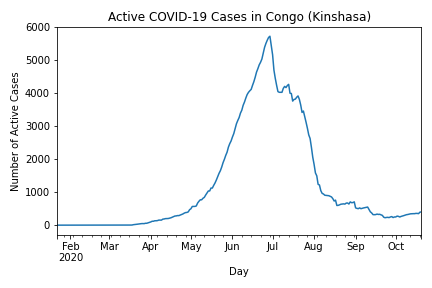 Active COVID-19 Cases in Congo (Kinshasa)
6000
5000
4000
3000
2000
1000
0
Number of Active Cases
Feb Mar Apr May Jun Jul Aug Sep Oct
2020
Day